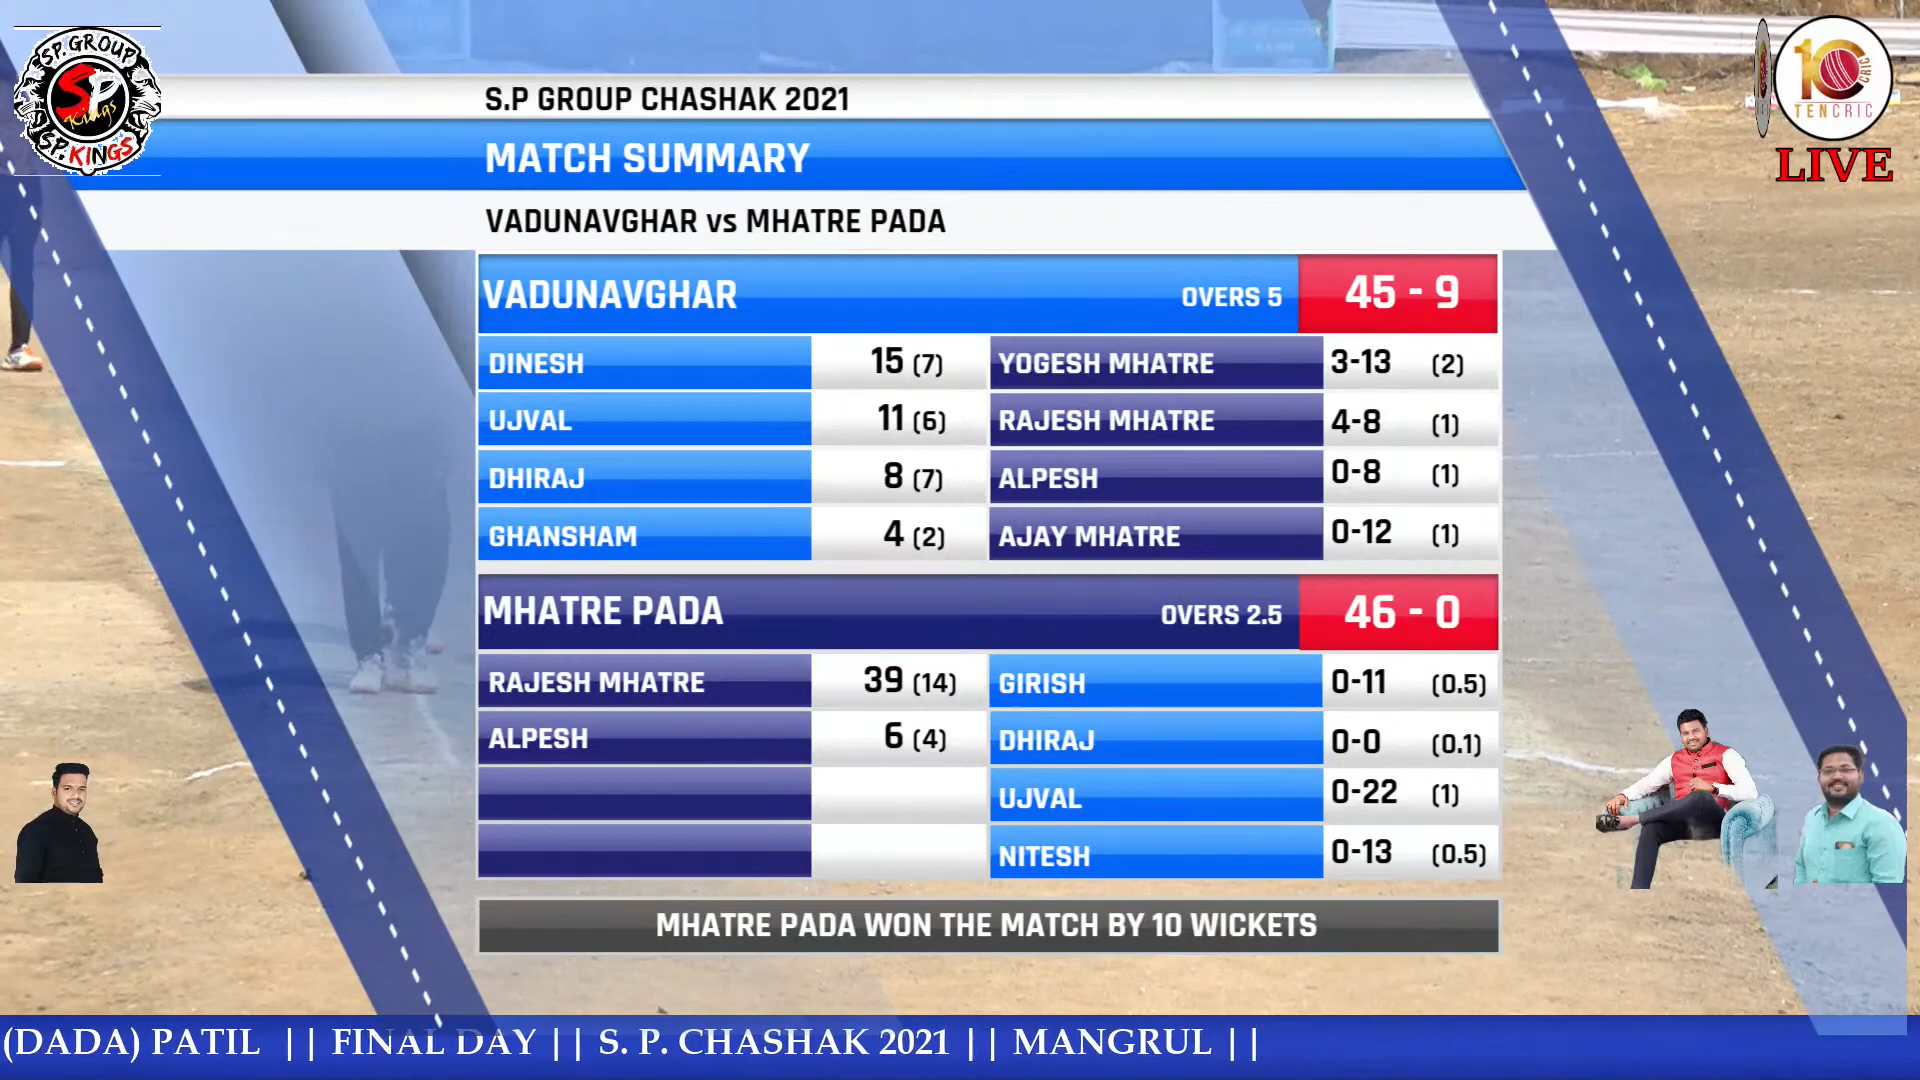 SP.GROUP
SP
Kings
SP.KINGS
10
CRIC
TENCRIC
LIVE
S.P GROUP CHASHAK 2021
MATCH SUMMARY
VADUNAVGHAR vs MHATRE PADA
VADUNAVGHAR OVERS 5 45 - 9
DINESH 15 (7) YOGESH MHATRE 3-13 (2)
UJVAL 11 (6) RAJESH MHATRE 4-8 (1)
DHIRAJ 8 (7) ALPESH 0-8 (1)
GHANSHAM 4 (2) AJAY MHATRE 0-12 (1)
MHATRE PADA OVERS 2.5 46 - 0
RAJESH MHATRE 39 (14) GIRISH 0-11 (0.5)
ALPESH 6 (4) DHIRAJ 0-0 (0.1)
UJVAL 0-22 (1)
NITESH 0-13 (0.5)
MHATRE PADA WON THE MATCH BY 10 WICKETS
(DADA) PATIL || FINAL DAY || S. P. CHASHAK 2021 || MANGRUL ||